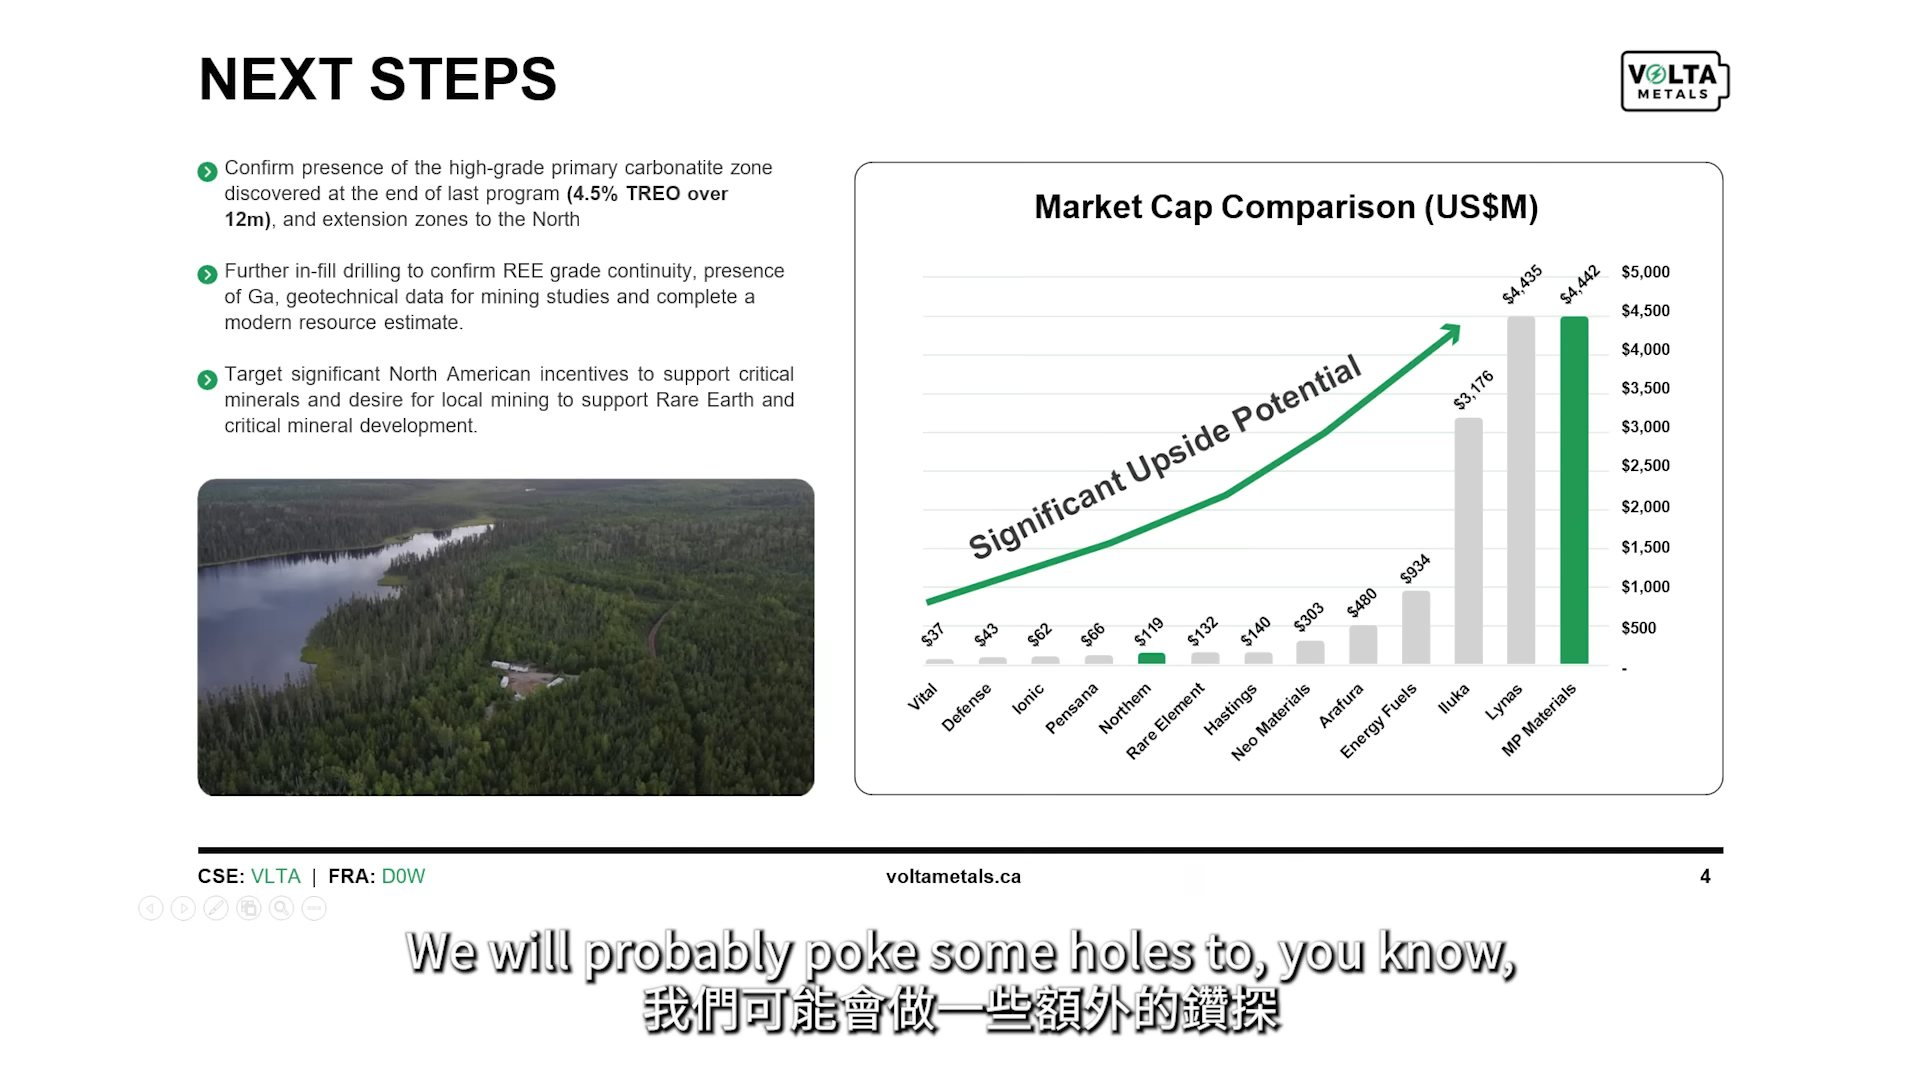 NEXT STEPS
VOLTA
METALS
Confirm presence of the high-grade primary carbonatite zone
discovered at the end of last program (4.5% TREO over
12m), and extension zones to the North
Further in-fill drilling to confirm REE grade continuity, presence
of Ga, geotechnical data for mining studies and complete a
modern resource estimate.
Target significant North American incentives to support critical
minerals and desire for local mining to support Rare Earth and
critical mineral development.
Market Cap Comparison (US$M)
Significant Upside Potential
$37
$43
$62
$66
$119
$132
$140
$303
$480
$934
$3,176
$4,435
$4,442
$5,000
$4,500
$4,000
$3,500
$3,000
$2,500
$2,000
$1,500
$1,000
$500
-
Vital
Defense
Ionic
Pensana
Northern
Rare Element
Hastings
Neo Materials
Arafura
Energy Fuels
Iluka
Lynas
MP Materials
CSE: VLTA | FRA: D0W
voltametals.ca
4
We will probably poke some holes to, you know,
我們可能會做一些額外的鑽探